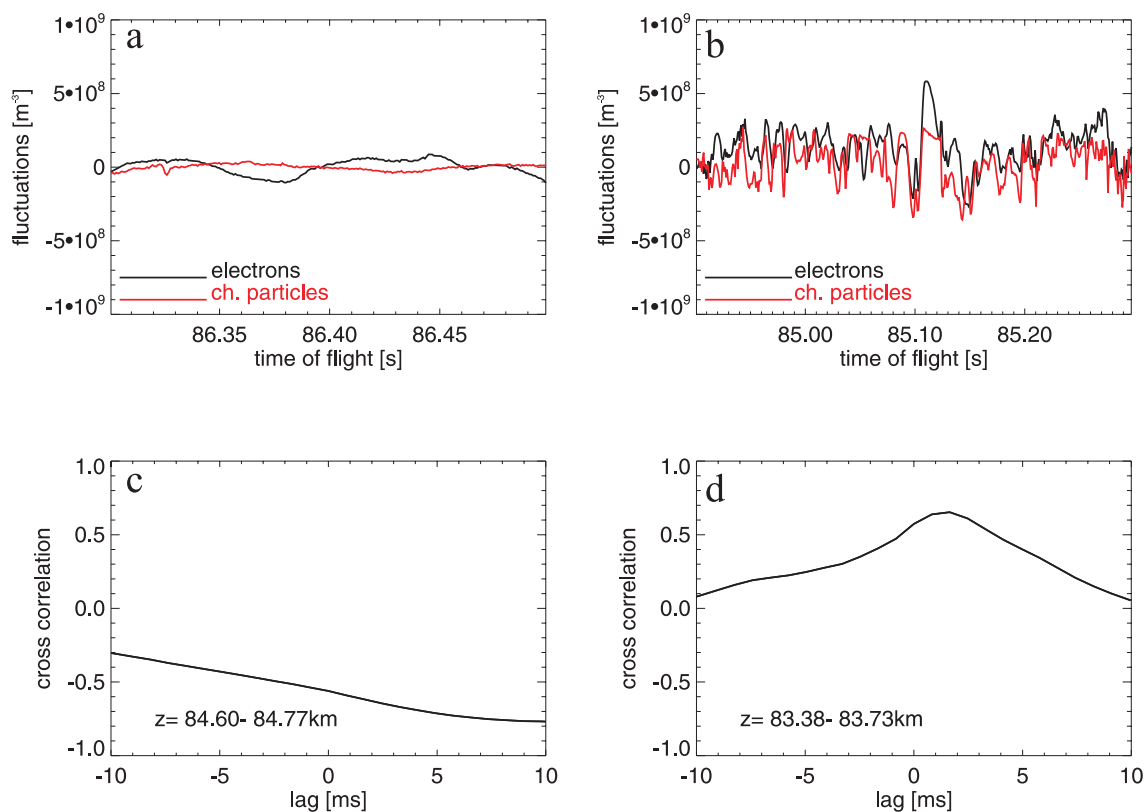 a
1•10⁹
5•10⁸
0
-5•10⁸
-1•10⁹
fluctuations [m⁻³]
electrons
ch. particles
86.35 86.40 86.45
time of flight [s]
b
1•10⁹
5•10⁸
0
-5•10⁸
-1•10⁹
fluctuations [m⁻³]
electrons
ch. particles
85.00 85.10 85.20
time of flight [s]
c
1.0
0.5
0.0
-0.5
-1.0
cross correlation
z= 84.60- 84.77km
-10 -5 0 5 10
lag [ms]
d
1.0
0.5
0.0
-0.5
-1.0
cross correlation
z= 83.38- 83.73km
-10 -5 0 5 10
lag [ms]